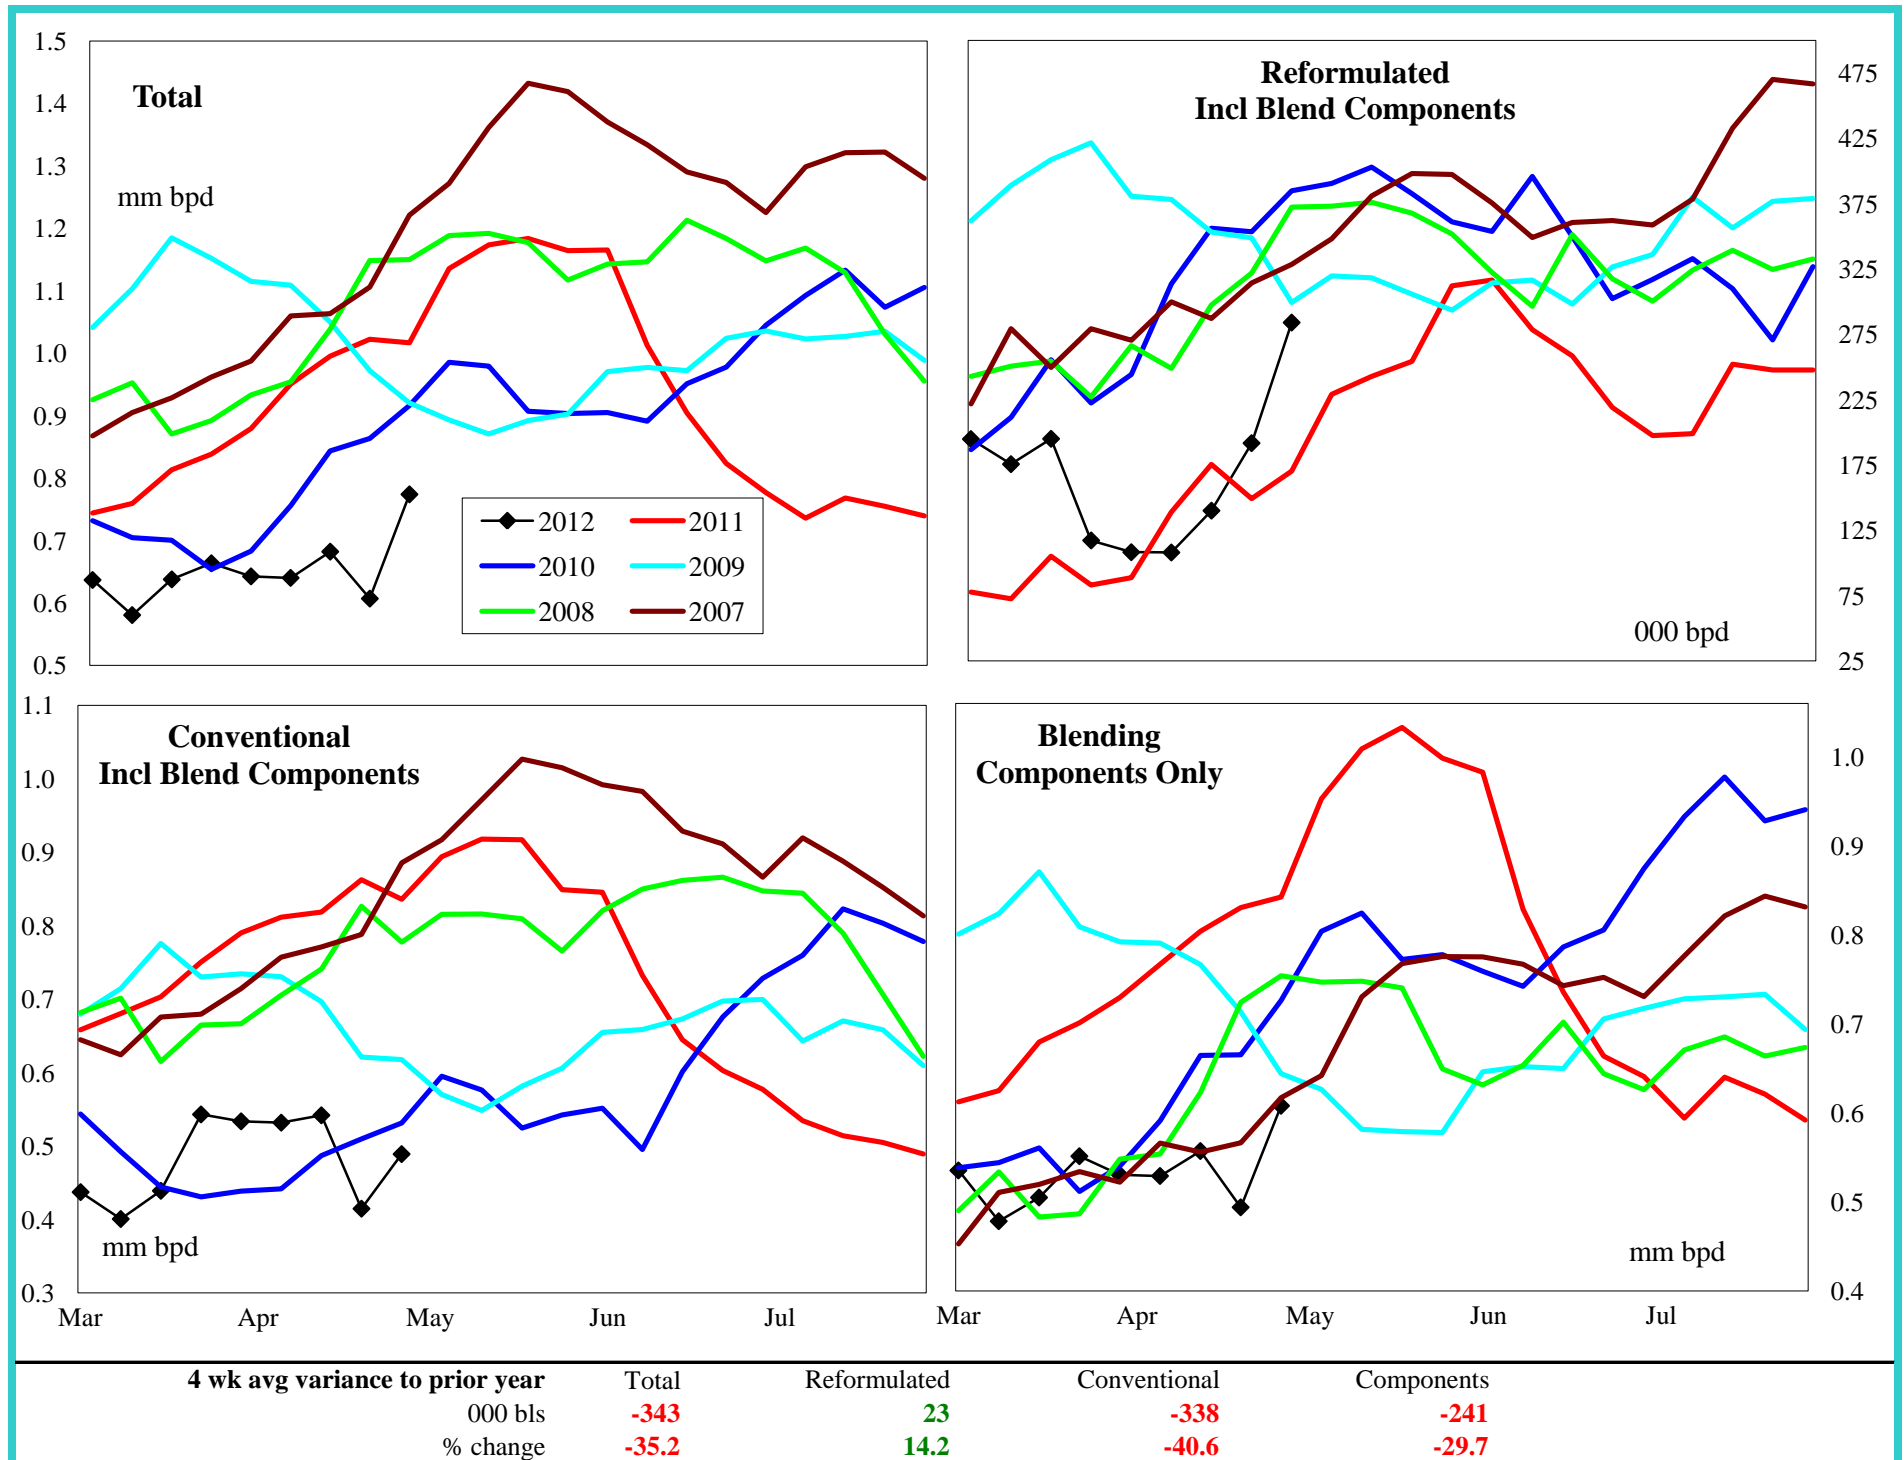 Total
mm bpd
1.5
1.4
1.3
1.2
1.1
1.0
0.9
0.8
0.7
0.6
0.5
2012 2011
2010 2009
2008 2007
Reformulated
Incl Blend Components
000 bpd
475
425
375
325
275
225
175
125
75
25
Conventional
Incl Blend Components
mm bpd
1.1
1.0
0.9
0.8
0.7
0.6
0.5
0.4
0.3
Mar Apr May Jun Jul
Blending
Components Only
mm bpd
1.0
0.9
0.8
0.7
0.6
0.5
0.4
Mar Apr May Jun Jul
4 wk avg variance to prior year Total Reformulated Conventional Components
000 bls -343 23 -338 -241
% change -35.2 14.2 -40.6 -29.7